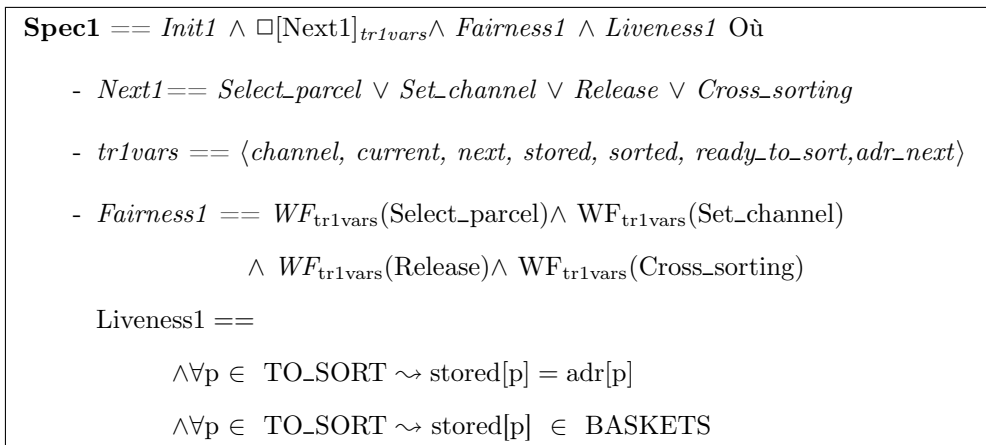 Spec1 == Init1 ∧ □[Next1]tr1vars∧ Fairness1 ∧ Liveness1 Où
- Next1== Select_parcel ∨ Set_channel ∨ Release ∨ Cross_sorting
- tr1vars == ⟨channel, current, next, stored, sorted, ready_to_sort,adr_next⟩
- Fairness1 == WFtr1vars(Select_parcel)∧ WFtr1vars(Set_channel)
∧ WFtr1vars(Release)∧ WFtr1vars(Cross_sorting)
Liveness1 ==
∧∀p ∈ TO_SORT ⇝ stored[p] = adr[p]
∧∀p ∈ TO_SORT ⇝ stored[p] ∈ BASKETS